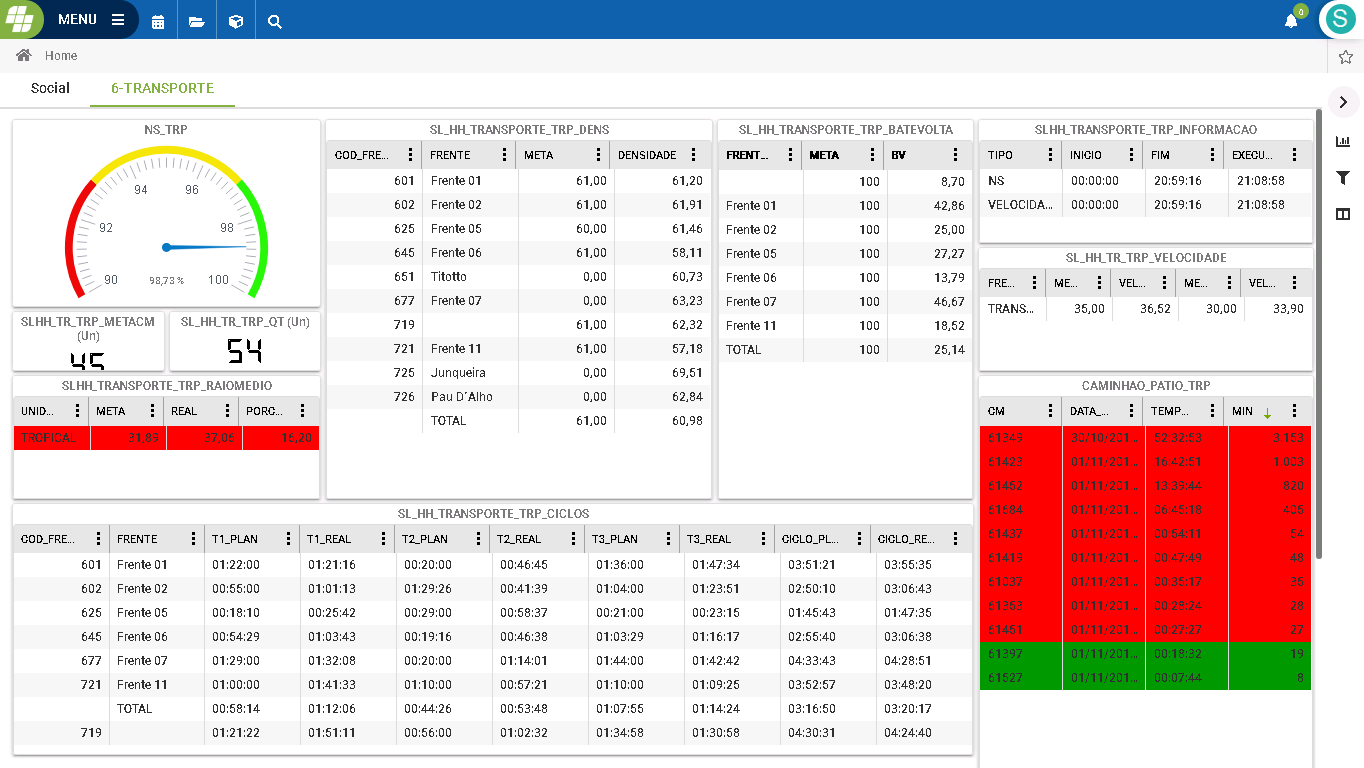 MENU
0
S
Home
Social 6-TRANSPORTE
NS_TRP
90 92 94 96 98 100
98,73 %
SLHH_TR_TRP_METACM (Un)
45
SL_HH_TR_TRP_QT (Un)
54
SLHH_TRANSPORTE_TRP_RAIOMEDIO
UNID... META REAL PORC...
TROPICAL 31,89 37,06 16,20
SL_HH_TRANSPORTE_TRP_DENS
COD_FRE... FRENTE META DENSIDADE
601 Frente 01 61,00 61,20
602 Frente 02 61,00 61,91
625 Frente 05 60,00 61,46
645 Frente 06 61,00 58,11
651 Titotto 0,00 60,73
677 Frente 07 0,00 63,23
719 61,00 62,32
721 Frente 11 61,00 57,18
725 Junqueira 0,00 69,51
726 Pau D´Alho 0,00 62,84
TOTAL 61,00 60,98
SL_HH_TRANSPORTE_TRP_BATEVOLTA
FRENT... META BV
100 8,70
Frente 01 100 42,86
Frente 02 100 25,00
Frente 05 100 27,27
Frente 06 100 13,79
Frente 07 100 46,67
Frente 11 100 18,52
TOTAL 100 25,14
SLHH_TRANSPORTE_TRP_INFORMACAO
TIPO INICIO FIM EXECU...
NS 00:00:00 20:59:16 21:08:58
VELOCIDA... 00:00:00 20:59:16 21:08:58
SL_HH_TR_TRP_VELOCIDADE
FRE... ME... VEL... ME... VEL...
TRANS... 35,00 36,52 30,00 33,90
CAMINHAO_PATIO_TRP
CM DATA_... TEMP... MIN
61349 30/10/201... 52:32:53 3.153
61423 01/11/201... 16:42:51 1.003
61452 01/11/201... 13:39:44 820
61684 01/11/201... 06:45:18 405
61437 01/11/201... 00:54:11 54
61419 01/11/201... 00:47:49 48
61037 01/11/201... 00:35:17 35
61353 01/11/201... 00:28:24 28
61451 01/11/201... 00:27:27 27
61397 01/11/201... 00:18:32 19
61527 01/11/201... 00:07:44 8
SL_HH_TRANSPORTE_TRP_CICLOS
COD_FRE... FRENTE T1_PLAN T1_REAL T2_PLAN T2_REAL T3_PLAN T3_REAL CICLO_PL... CICLO_RE...
601 Frente 01 01:22:00 01:21:16 00:20:00 00:46:45 01:36:00 01:47:34 03:51:21 03:55:35
602 Frente 02 00:55:00 01:01:13 01:29:26 00:41:39 01:04:00 01:23:51 02:50:10 03:06:43
625 Frente 05 00:18:10 00:25:42 00:29:00 00:58:37 00:21:00 00:23:15 01:45:43 01:47:35
645 Frente 06 00:54:29 01:03:43 00:19:16 00:46:38 01:03:29 01:16:17 02:55:40 03:06:38
677 Frente 07 01:29:00 01:32:08 00:20:00 01:14:01 01:44:00 01:42:42 04:33:43 04:28:51
721 Frente 11 01:00:00 01:41:33 01:10:00 00:57:21 01:10:00 01:09:25 03:52:57 03:48:20
TOTAL 00:58:14 01:12:06 00:44:26 00:53:48 01:07:55 01:14:24 03:16:50 03:20:17
719 01:21:22 01:51:11 00:56:00 01:02:32 01:34:58 01:30:58 04:30:31 04:24:40